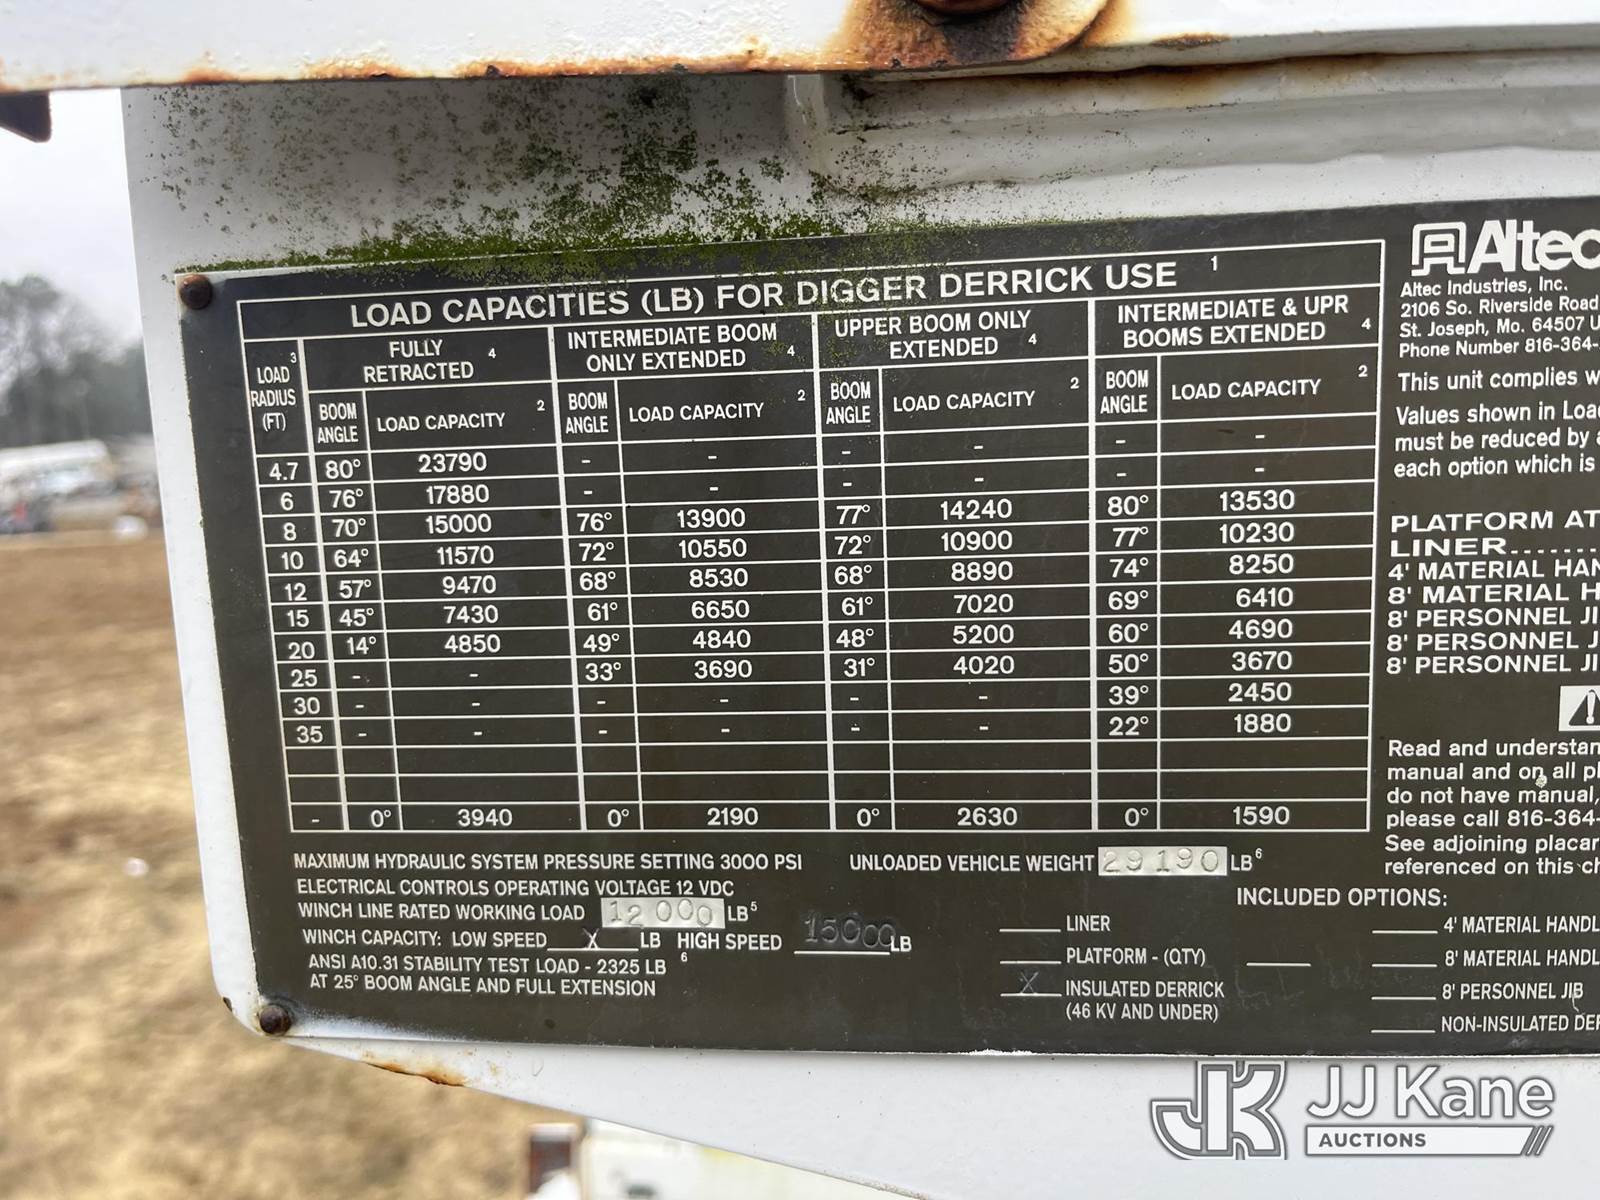 LOAD CAPACITIES (LB) FOR DIGGER DERRICK USE 1
LOAD RADIUS (FT) 3
FULLY RETRACTED 4
INTERMEDIATE BOOM ONLY EXTENDED 4
UPPER BOOM ONLY EXTENDED 4
INTERMEDIATE & UPR BOOMS EXTENDED 4
BOOM ANGLE LOAD CAPACITY 2 BOOM ANGLE LOAD CAPACITY 2 BOOM ANGLE LOAD CAPACITY 2 BOOM ANGLE LOAD CAPACITY 2
4.7 80° 23790 - - - - - -
6 76° 17880 - - - - - -
8 70° 15000 76° 13900 77° 14240 80° 13530
10 64° 11570 72° 10550 72° 10900 77° 10230
12 57° 9470 68° 8530 68° 8890 74° 8250
15 45° 7430 61° 6650 61° 7020 69° 6410
20 14° 4850 49° 4840 48° 5200 60° 4690
25 - - 33° 3690 31° 4020 50° 3670
30 - - - - - - 39° 2450
35 - - - - - - 22° 1880
- 0° 3940 0° 2190 0° 2630 0° 1590
MAXIMUM HYDRAULIC SYSTEM PRESSURE SETTING 3000 PSI
ELECTRICAL CONTROLS OPERATING VOLTAGE 12 VDC
WINCH LINE RATED WORKING LOAD 12 000 LB 5
WINCH CAPACITY: LOW SPEED X LB HIGH SPEED 15000 LB
ANSI A10.31 STABILITY TEST LOAD - 2325 LB 6
AT 25° BOOM ANGLE AND FULL EXTENSION
UNLOADED VEHICLE WEIGHT 29190 LB 6
INCLUDED OPTIONS:
LINER
PLATFORM - (QTY)
X INSULATED DERRICK
(46 KV AND UNDER)
4' MATERIAL HANDL
8' MATERIAL HANDL
8' PERSONNEL JIB
NON-INSULATED DE
Altec
Altec Industries, Inc.
2106 So. Riverside Road
St. Joseph, Mo. 64507 U
Phone Number 816-364-
This unit complies w
Values shown in Loa
must be reduced by
each option which is
PLATFORM AT
LINER........
4' MATERIAL HAN
8' MATERIAL H
8' PERSONNEL JI
8' PERSONNEL J
8' PERSONNEL JI
Read and understan
manual and on all pl
do not have manual,
please call 816-364-
See adjoining placar
referenced on this ch
JJ Kane
AUCTIONS